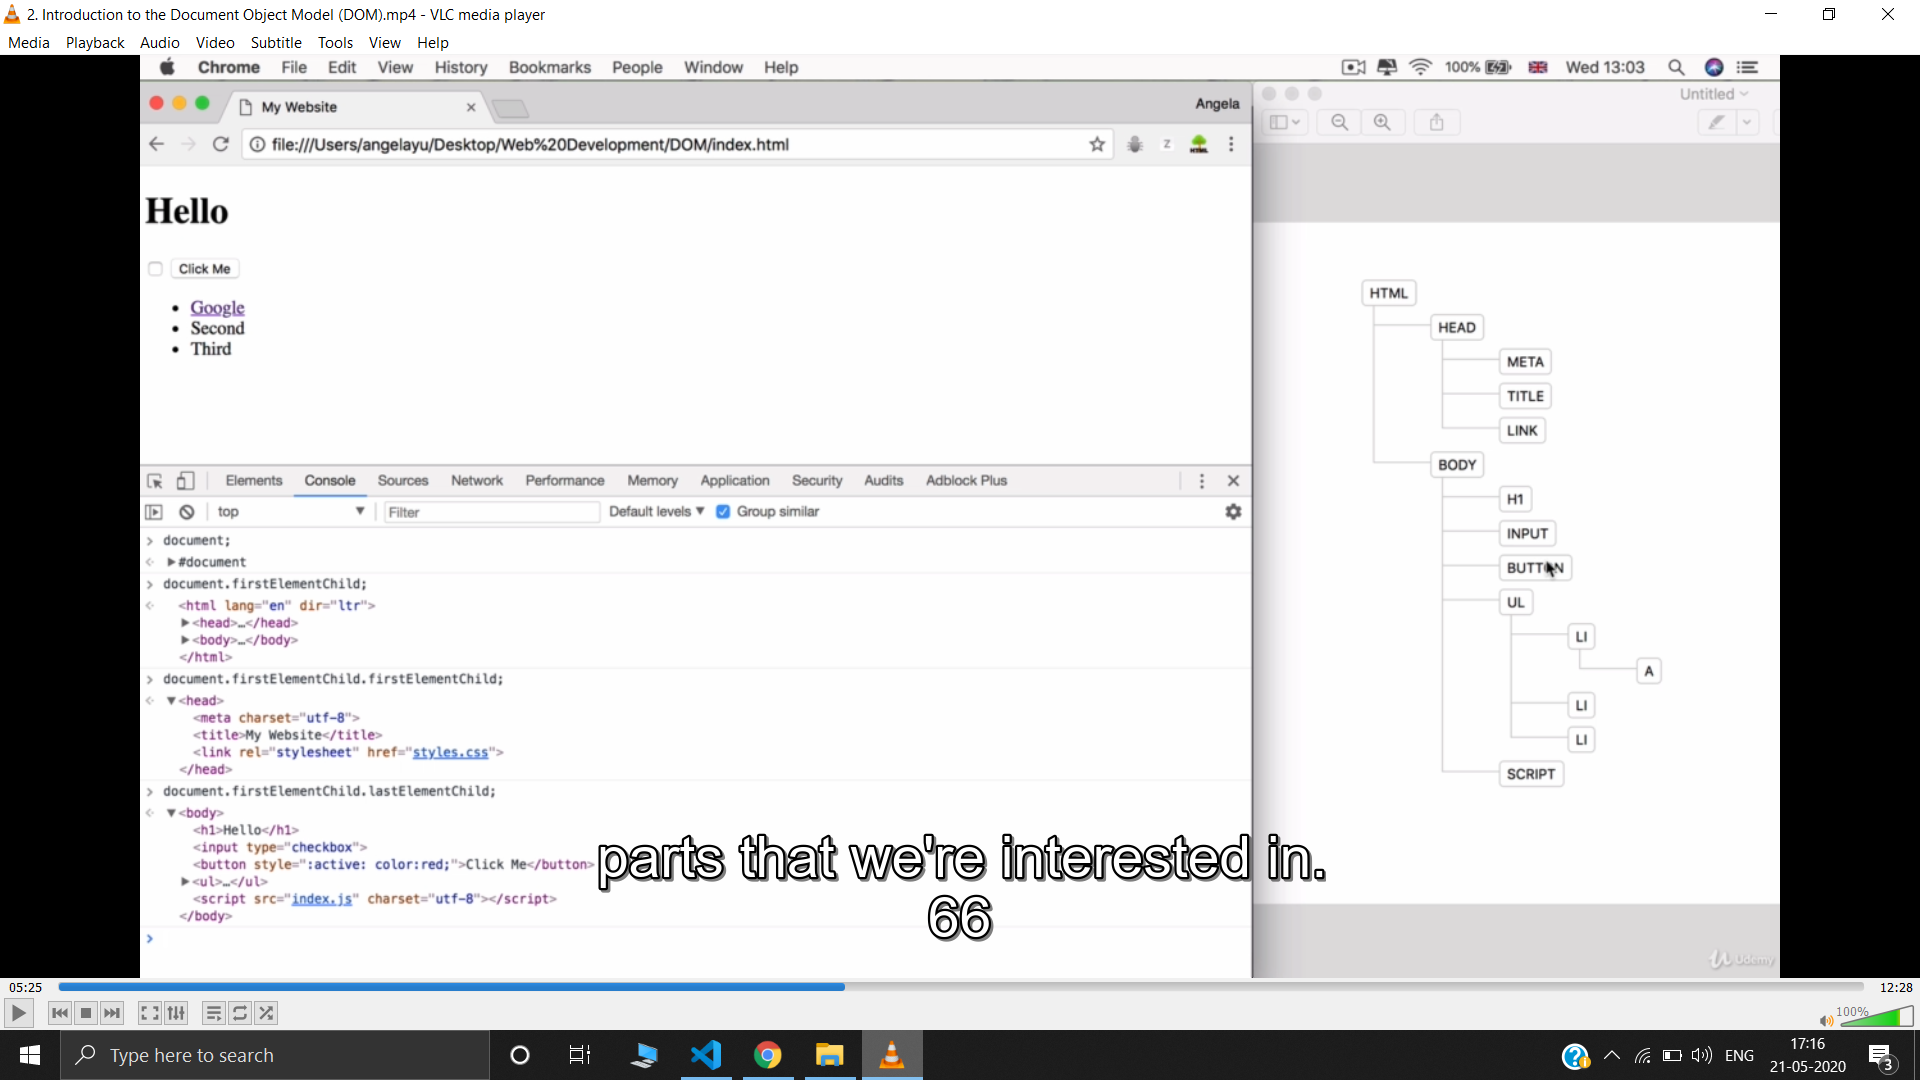 2. Introduction to the Document Object Model (DOM).mp4 - VLC media player
Media Playback Audio Video Subtitle Tools View Help
Chrome File Edit View History Bookmarks People Window Help 100% Wed 13:03
My Website
Angela
Untitled
file:///Users/angelayu/Desktop/Web%20Development/DOM/index.html
Z
HTML
Hello
Click Me
Google
Second
Third
Elements Console Sources Network Performance Memory Application Security Audits Adblock Plus
top Filter Default levels Group similar
document;
#document
document.firstElementChild;
<html lang="en" dir="ltr">
<head>…</head>
<body>…</body>
</html>
document.firstElementChild.firstElementChild;
<head>
<meta charset="utf-8">
<title>My Website</title>
<link rel="stylesheet" href="styles.css">
</head>
document.firstElementChild.lastElementChild;
<body>
<h1>Hello</h1>
<input type="checkbox">
<button style=":active: color:red;">Click Me</button>
<ul>…</ul>
<script src="index.js" charset="utf-8"></script>
</body>
HTML
HEAD
META
TITLE
LINK
BODY
H1
INPUT
BUTTON
UL
LI
A
LI
LI
SCRIPT
parts that we're interested in.
66
Udemy
05:25 12:28
100%
Type here to search
ENG
17:16
21-05-2020
3